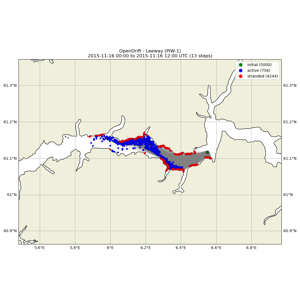 OpenDrift - Leeway (PIW-1)
2015-11-16 00:00 to 2015-11-16 12:00 UTC (13 steps)
initial (5000)
active (756)
stranded (4244)
61.3°N
61.2°N
61.1°N
61°N
60.9°N
5.6°E 5.8°E 6°E 6.2°E 6.4°E 6.6°E 6.8°E